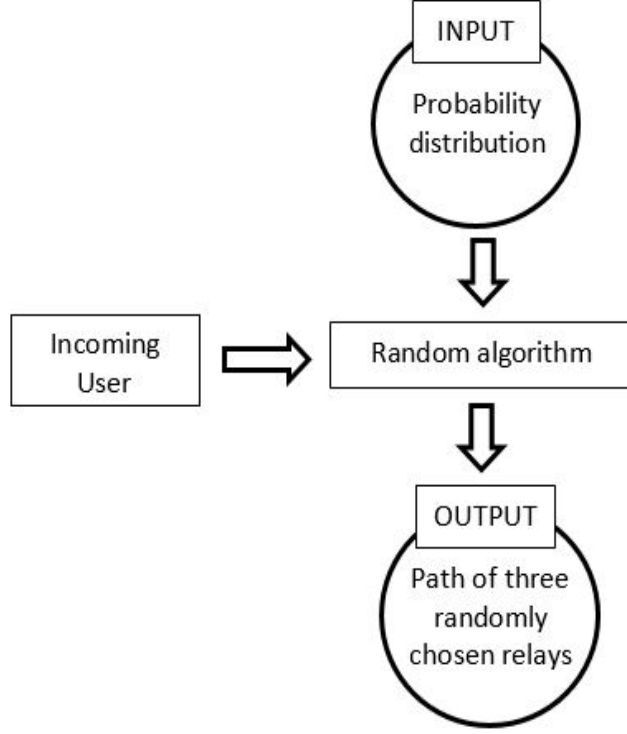 INPUT
Probability
distribution
Incoming
User
Random algorithm
OUTPUT
Path of three
randomly
chosen relays